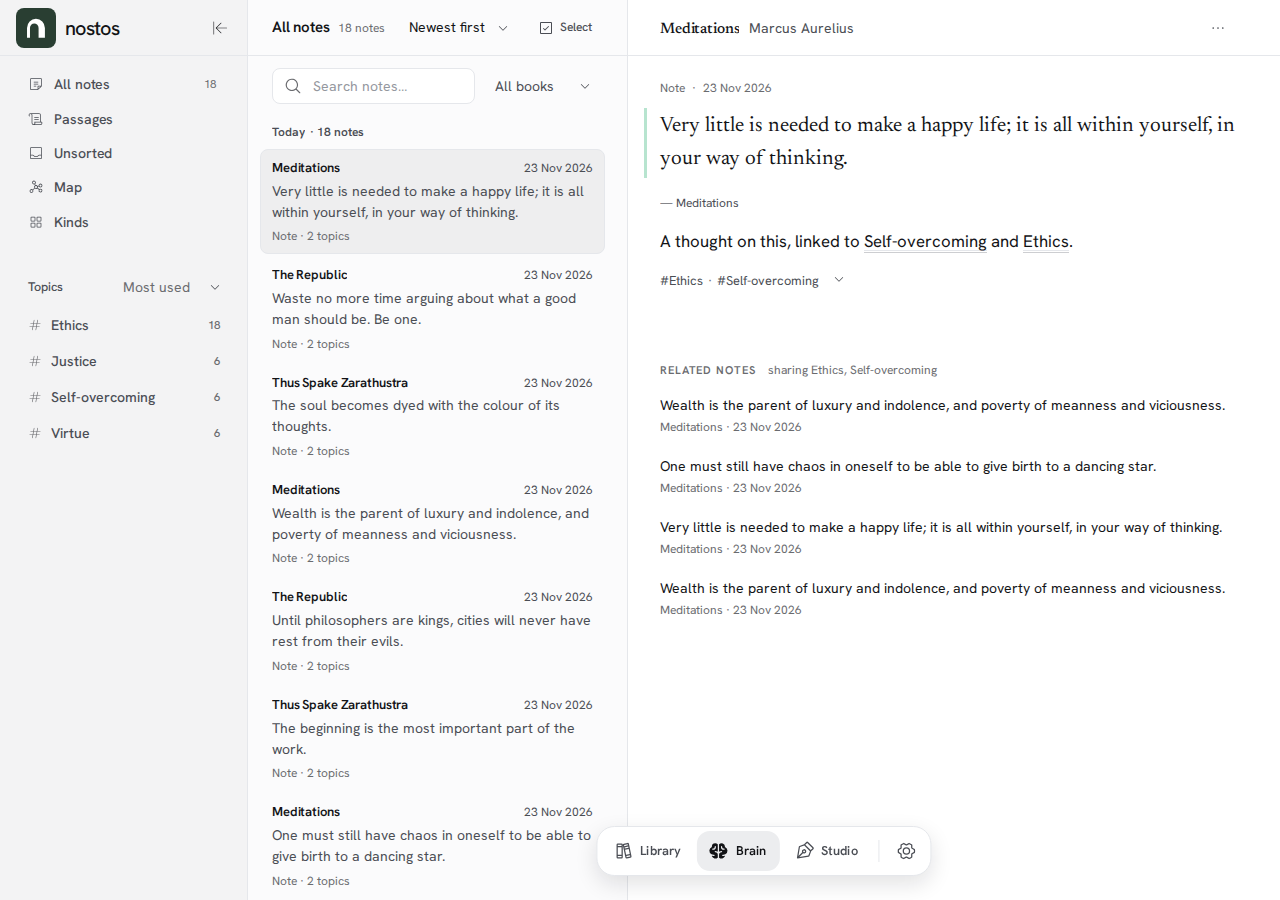 nostos
All notes 18
Passages
Unsorted
Map
Kinds
Topics Most used
# Ethics 18
# Justice 6
# Self-overcoming 6
# Virtue 6
All notes 18 notes Newest first Select
Search notes... All books
Today · 18 notes
Meditations 23 Nov 2026
Very little is needed to make a happy life; it is all
within yourself, in your way of thinking.
Note · 2 topics
The Republic 23 Nov 2026
Waste no more time arguing about what a good
man should be. Be one.
Note · 2 topics
Thus Spake Zarathustra 23 Nov 2026
The soul becomes dyed with the colour of its
thoughts.
Note · 2 topics
Meditations 23 Nov 2026
Wealth is the parent of luxury and indolence, and
poverty of meanness and viciousness.
Note · 2 topics
The Republic 23 Nov 2026
Until philosophers are kings, cities will never have
rest from their evils.
Note · 2 topics
Thus Spake Zarathustra 23 Nov 2026
The beginning is the most important part of the
work.
Note · 2 topics
Meditations 23 Nov 2026
One must still have chaos in oneself to be able to
give birth to a dancing star.
Note · 2 topics
Meditations Marcus Aurelius
Note · 23 Nov 2026
Very little is needed to make a happy life; it is all within yourself, in
your way of thinking.
— Meditations
A thought on this, linked to Self-overcoming and Ethics.
#Ethics · #Self-overcoming
RELATED NOTES sharing Ethics, Self-overcoming
Wealth is the parent of luxury and indolence, and poverty of meanness and viciousness.
Meditations · 23 Nov 2026
One must still have chaos in oneself to be able to give birth to a dancing star.
Meditations · 23 Nov 2026
Very little is needed to make a happy life; it is all within yourself, in your way of thinking.
Meditations · 23 Nov 2026
Wealth is the parent of luxury and indolence, and poverty of meanness and viciousness.
Meditations · 23 Nov 2026
Library Brain Studio